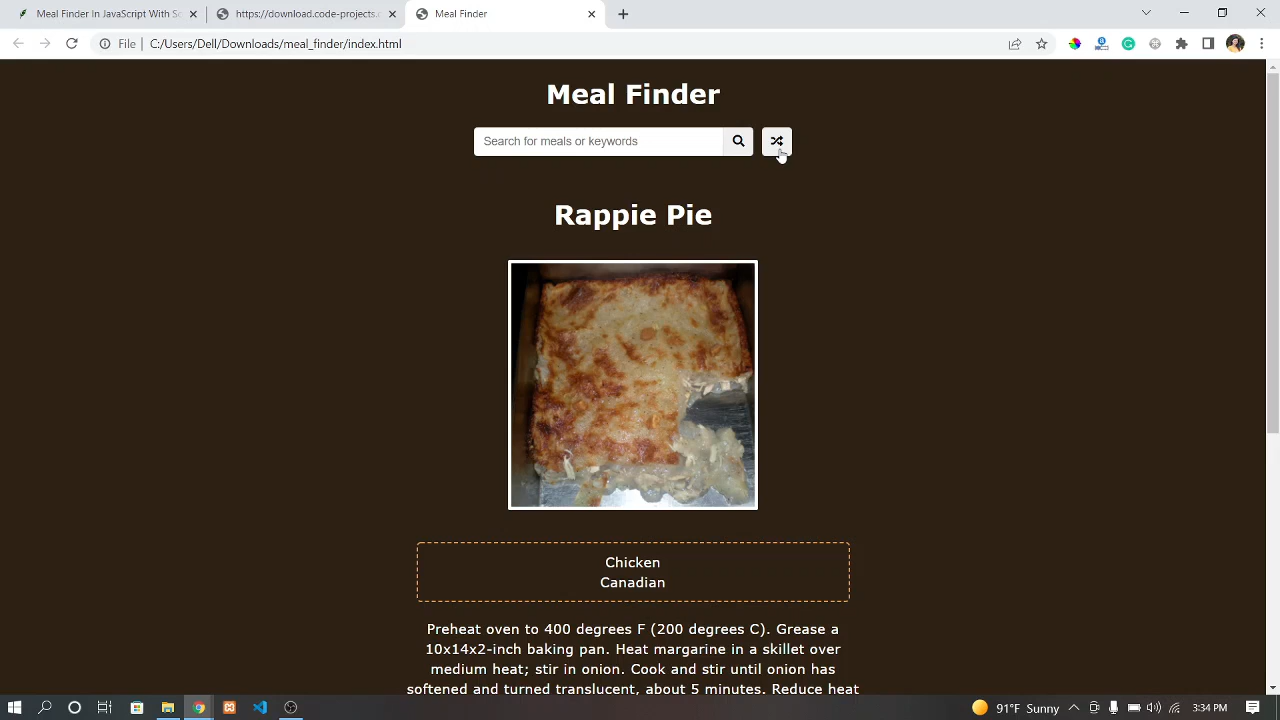 Meal Finder In JavaScript With So
https://download.code-projects.o
Meal Finder
File C:/Users/Dell/Downloads/meal_finder/index.html
Meal Finder
Search for meals or keywords
Rappie Pie
Chicken
Canadian
Preheat oven to 400 degrees F (200 degrees C). Grease a
10x14x2-inch baking pan. Heat margarine in a skillet over
medium heat; stir in onion. Cook and stir until onion has
softened and turned translucent, about 5 minutes. Reduce heat
91°F Sunny
3:34 PM